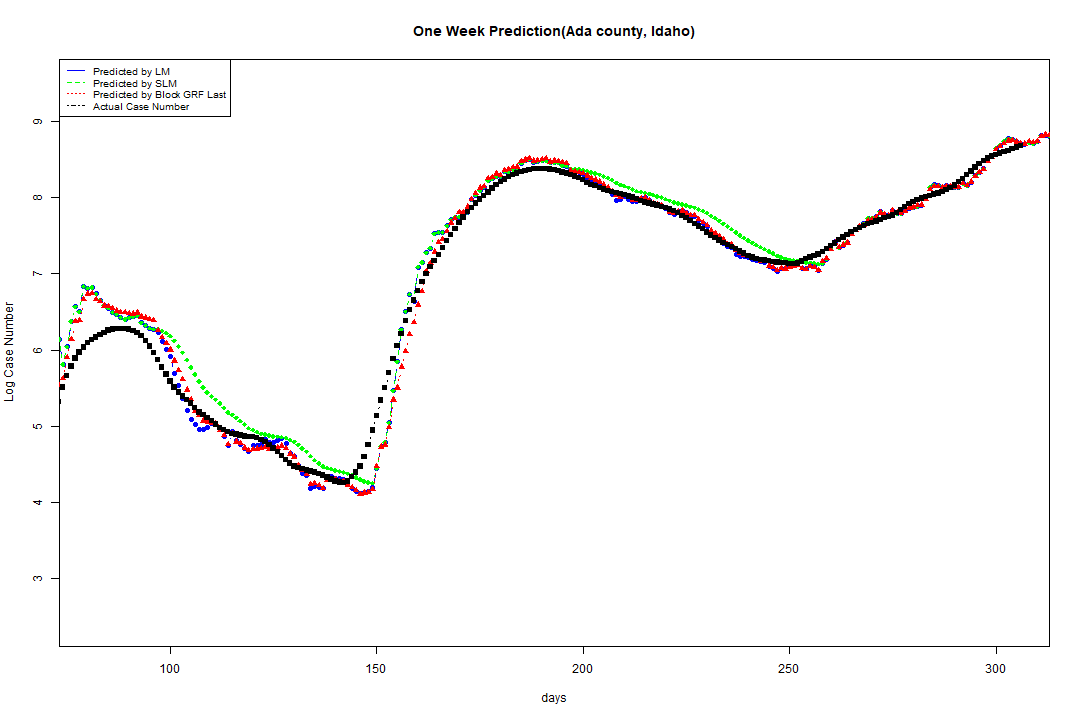 One Week Prediction(Ada county, Idaho)
Predicted by LM
Predicted by SLM
Predicted by Block GRF Last
Actual Case Number
9
8
7
6
5
4
3
Log Case Number
100 150 200 250 300
days